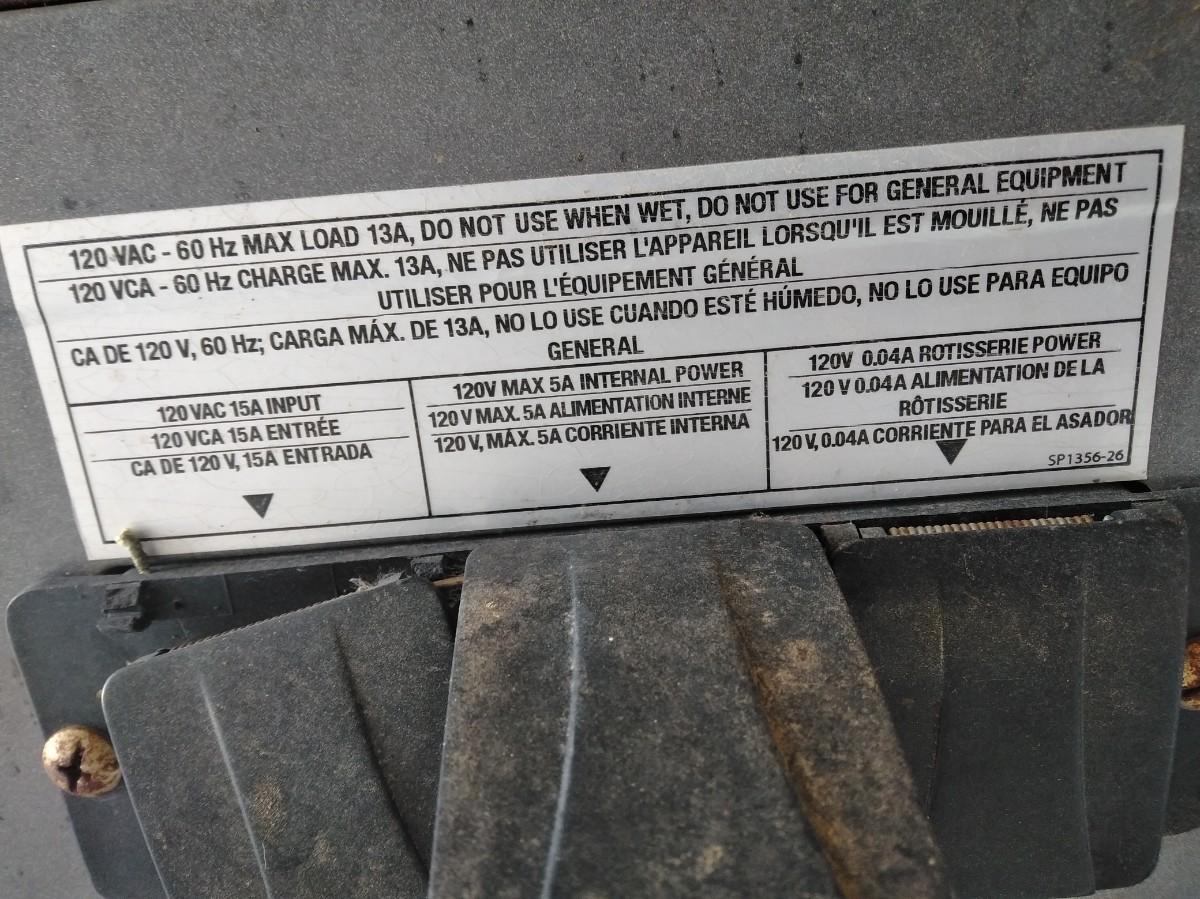 120 VAC - 60 Hz MAX LOAD 13A, DO NOT USE WHEN WET, DO NOT USE FOR GENERAL EQUIPMENT
120 VCA - 60 Hz CHARGE MAX. 13A, NE PAS UTILISER L'APPAREIL LORSQU'IL EST MOUILLÉ, NE PAS
UTILISER POUR L'ÉQUIPEMENT GÉNÉRAL
CA DE 120 V, 60 Hz; CARGA MÁX. DE 13A, NO LO USE CUANDO ESTÉ HÚMEDO, NO LO USE PARA EQUIPO
GENERAL
120 VAC 15A INPUT
120 VCA 15A ENTRÉE
CA DE 120 V, 15A ENTRADA
120V MAX 5A INTERNAL POWER
120 V MAX. 5A ALIMENTATION INTERNE
120 V, MÁX. 5A CORRIENTE INTERNA
120V 0.04A ROTISSERIE POWER
120 V 0.04A ALIMENTATION DE LA
RÔTISSERIE
120 V, 0.04A CORRIENTE PARA EL ASADOR
SP1356-26